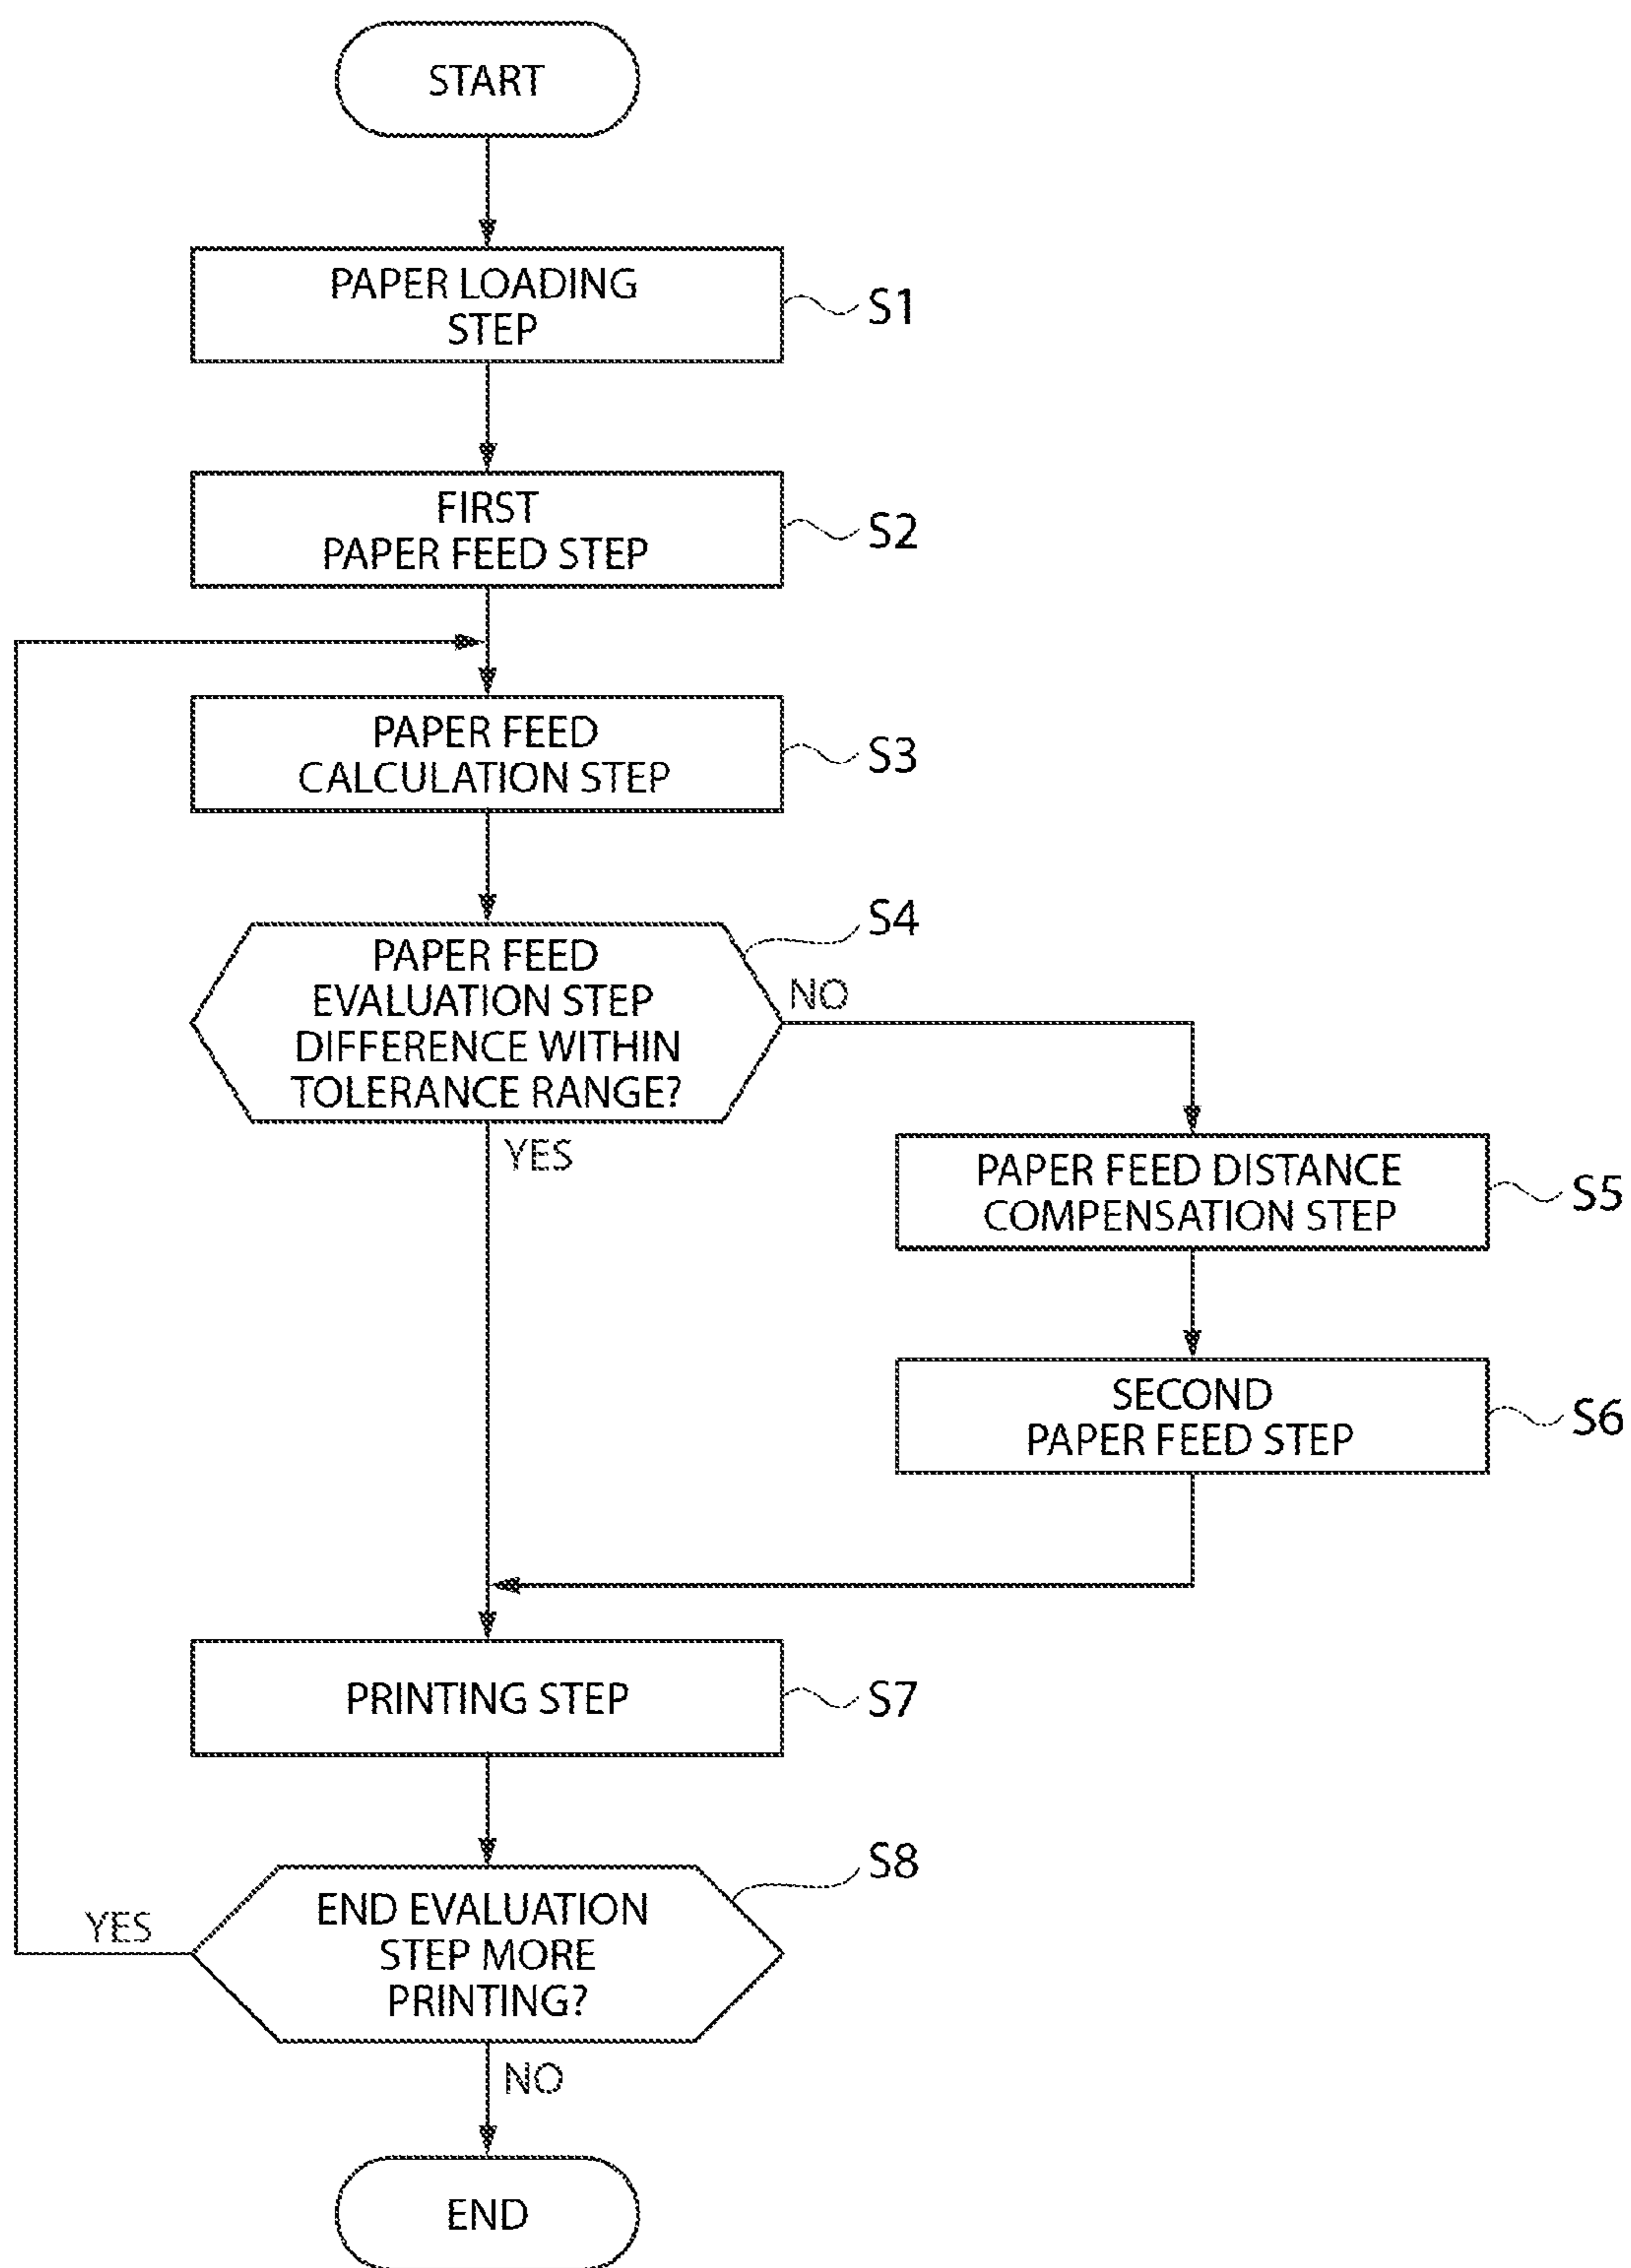 START
PAPER LOADING
STEP
S1
FIRST
PAPER FEED STEP
S2
PAPER FEED
CALCULATION STEP
S3
S4
PAPER FEED
EVALUATION STEP
DIFFERENCE WITHIN
TOLERANCE RANGE?
NO
YES
PAPER FEED DISTANCE
COMPENSATION STEP
S5
SECOND
PAPER FEED STEP
S6
PRINTING STEP
S7
S8
END EVALUATION
STEP MORE
PRINTING?
YES
NO
END